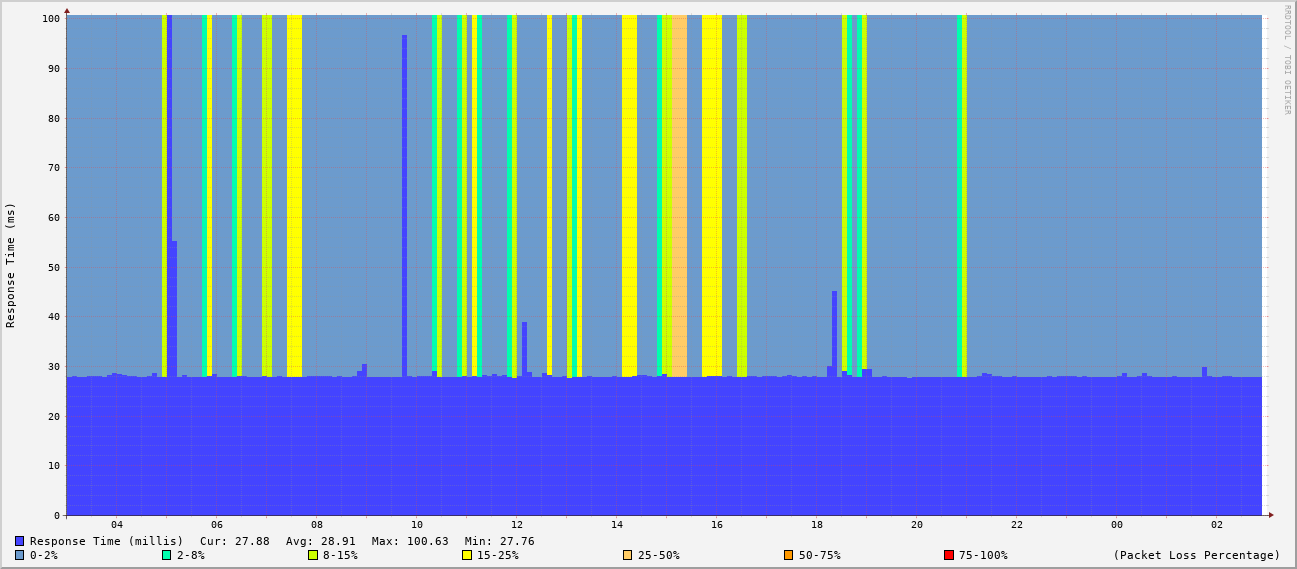 RRDTOOL / TOBI OETIKER
Response Time (ms)
100
90
80
70
60
50
40
30
20
10
0
04 06 08 10 12 14 16 18 20 22 00 02
Response Time (millis) Cur: 27.88 Avg: 28.91 Max: 100.63 Min: 27.76
0-2% 2-8% 8-15% 15-25% 25-50% 50-75% 75-100% (Packet Loss Percentage)